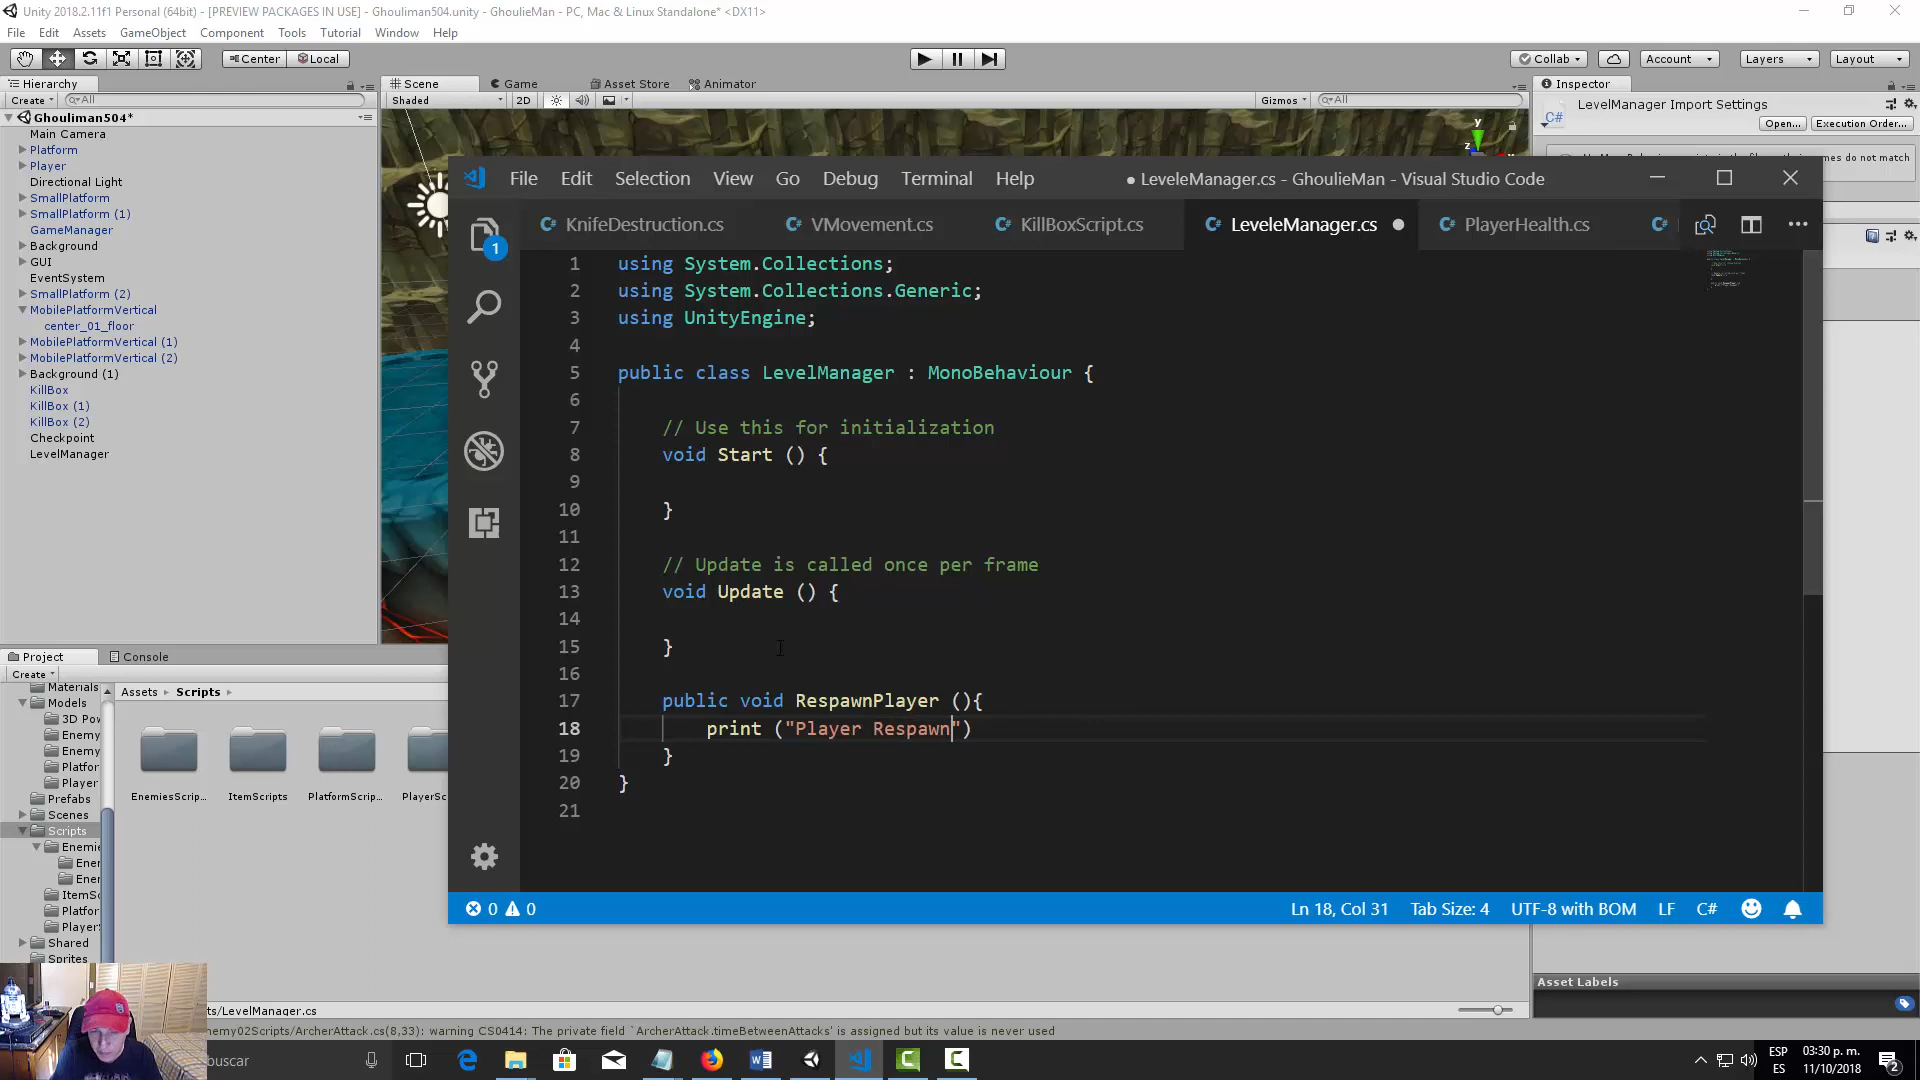 Unity 2018.2.11f1 Personal (64bit) - [PREVIEW PACKAGES IN USE] - Ghouliman504.unity - GhoulieMan - PC, Mac & Linux Standalone* <DX11>
File Edit Assets GameObject Component Tools Tutorial Window Help
Center Local Collab Account Layers Layout
Hierarchy Scene Game Asset Store Animator Inspector
Create All Shaded 2D Gizmos All LevelManager Import Settings
Ghouliman504* C# Open... Execution Order...
Main Camera
Platform
Player
Directional Light
SmallPlatform
SmallPlatform (1)
GameManager
Background
GUI
EventSystem
SmallPlatform (2)
MobilePlatformVertical
center_01_floor
MobilePlatformVertical (1)
MobilePlatformVertical (2)
Background (1)
KillBox
KillBox (1)
KillBox (2)
Checkpoint
LevelManager
y
z
File Edit Selection View Go Debug Terminal Help ● LeveleManager.cs - GhoulieMan - Visual Studio Code
KnifeDestruction.cs VMovement.cs KillBoxScript.cs LeveleManager.cs PlayerHealth.cs
1
1 using System.Collections;
2 using System.Collections.Generic;
3 using UnityEngine;
4
5 public class LevelManager : MonoBehaviour {
6
7 // Use this for initialization
8 void Start () {
9
10 }
11
12 // Update is called once per frame
13 void Update () {
14
15 }
16
17 public void RespawnPlayer (){
18 print ("Player Respawn")
19 }
20 }
21
0 0 Ln 18, Col 31 Tab Size: 4 UTF-8 with BOM LF C#
Project Console
Create
Materials
Models
3D Pow
Enemy
Enemy
Platfor
Player
Prefabs
Scenes
Scripts
Enemies
Ener
Ener
ItemSc
Platfor
Player
Shared
Sprites
Assets Scripts
EnemiesScrip... ItemScripts PlatformScrip... PlayerSc
Asset Labels
ts/LevelManager.cs
nemy02Scripts/ArcherAttack.cs(8,33): warning CS0414: The private field `ArcherAttack.timeBetweenAttacks' is assigned but its value is never used
buscar
ESP
ES
03:30 p. m.
11/10/2018
2